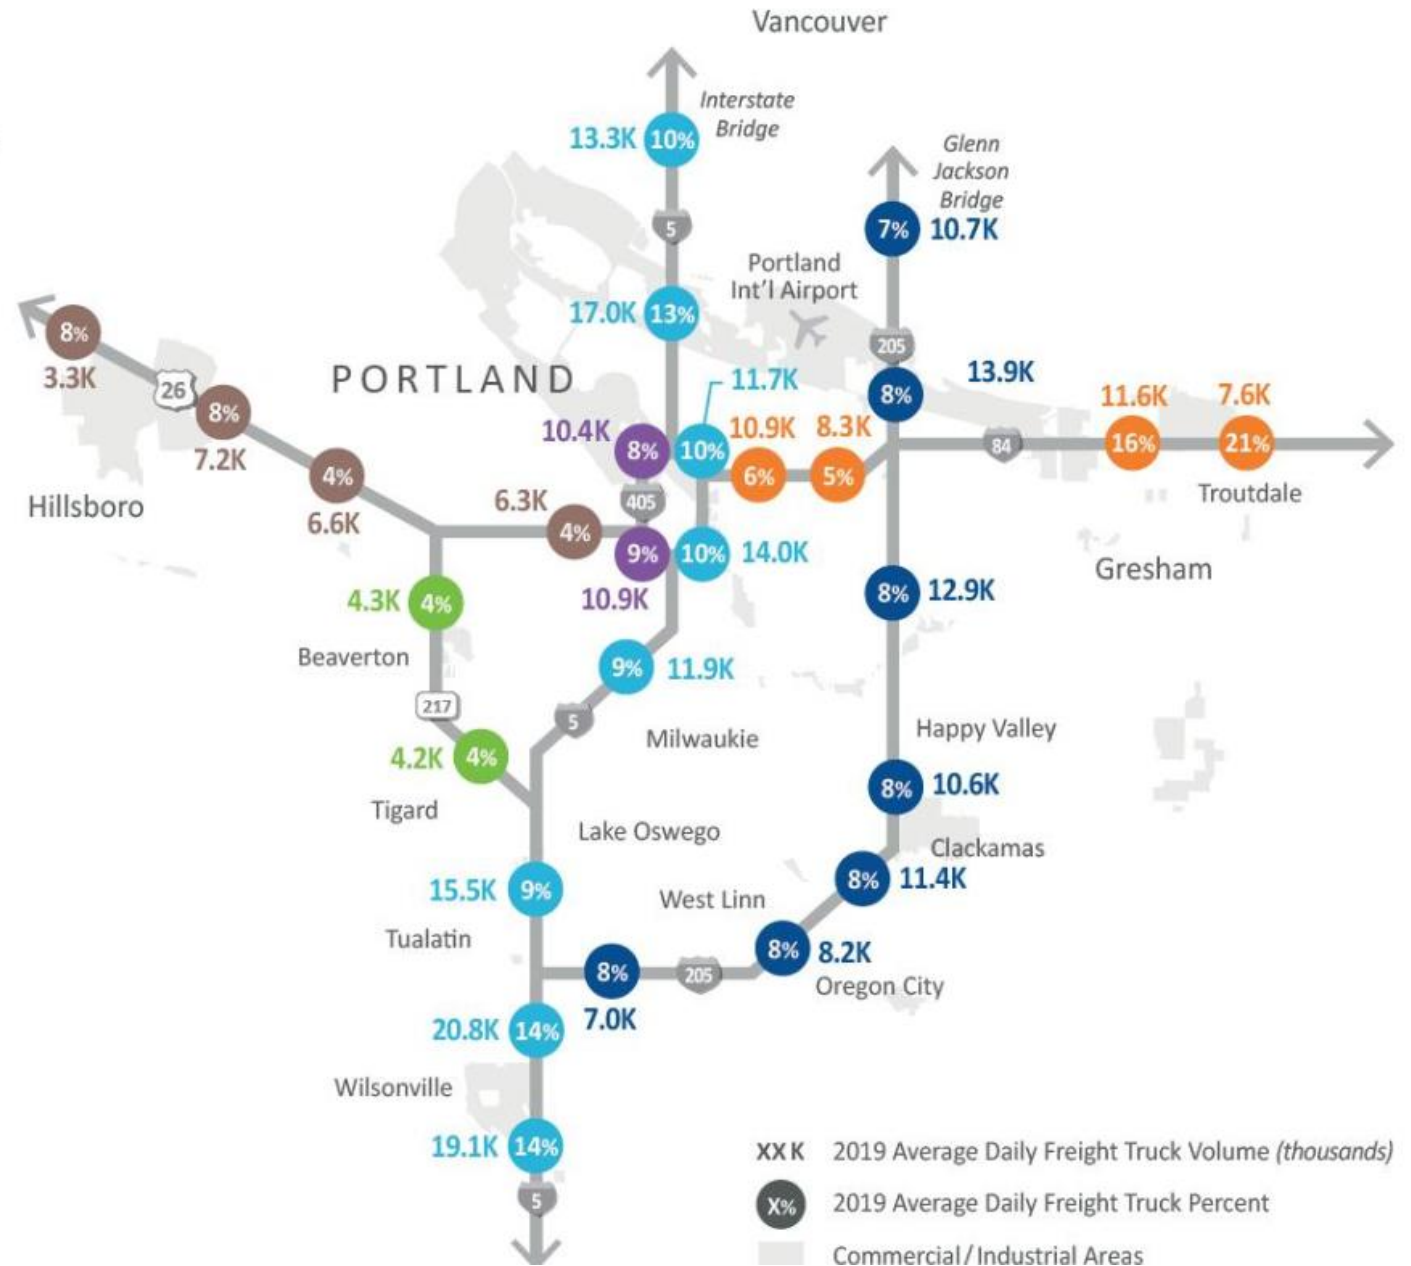 Vancouver
Interstate
Bridge
13.3K 10%
Glenn
Jackson
Bridge
5
7% 10.7K
Portland
Int'l Airport
17.0K 13%
8%
3.3K
205
26
PORTLAND
11.7K
13.9K
8%
8%
7.2K
11.6K
7.6K
10.4K 8%
10%
10.9K
8.3K
84
16%
21%
6%
5%
4%
6.6K
Hillsboro
6.3K
405
Troutdale
4%
9%
10.9K
10% 14.0K
Gresham
4.3K 4%
8% 12.9K
Beaverton
9% 11.9K
217
5
Milwaukie
Happy Valley
4.2K 4%
8% 10.6K
Tigard
Lake Oswego
Clackamas
15.5K 9%
8% 11.4K
West Linn
Tualatin
8% 8.2K
8%
205
Oregon City
7.0K
20.8K 14%
Wilsonville
19.1K 14%
5
XX K 2019 Average Daily Freight Truck Volume (thousands)
X% 2019 Average Daily Freight Truck Percent
Commercial/Industrial Areas